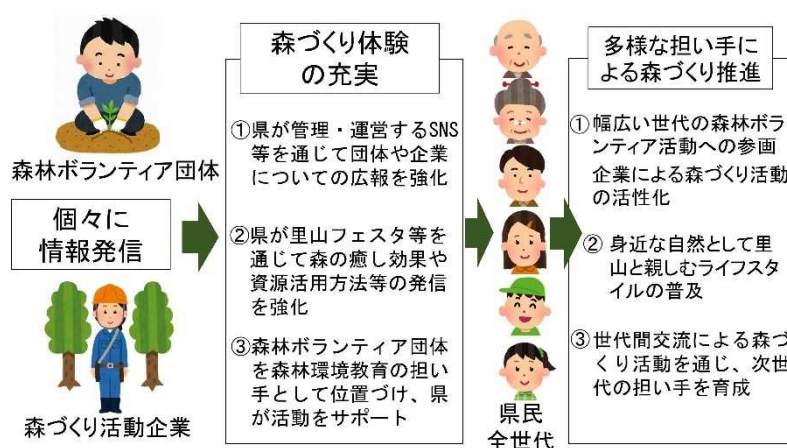 森林ボランティア団体
個々に
情報発信
森づくり活動企業
森づくり体験
の充実
①県が管理・運営するSNS
等を通じて団体や企業
についての広報を強化
②県が里山フェスタ等を
通じて森の癒し効果や
資源活用方法等の発信
を強化
③森林ボランティア団体
を森林環境教育の担い
手として位置づけ、県
が活動をサポート
県民
全世代
多様な担い手に
よる森づくり推進
①幅広い世代の森林ボラ
ンティア活動への参画
企業による森づくり活動
の活性化
② 身近な自然として里
山と親しむライフスタ
イルの普及
③世代間交流による森づ
くり活動を通じ、次世
代の担い手を育成